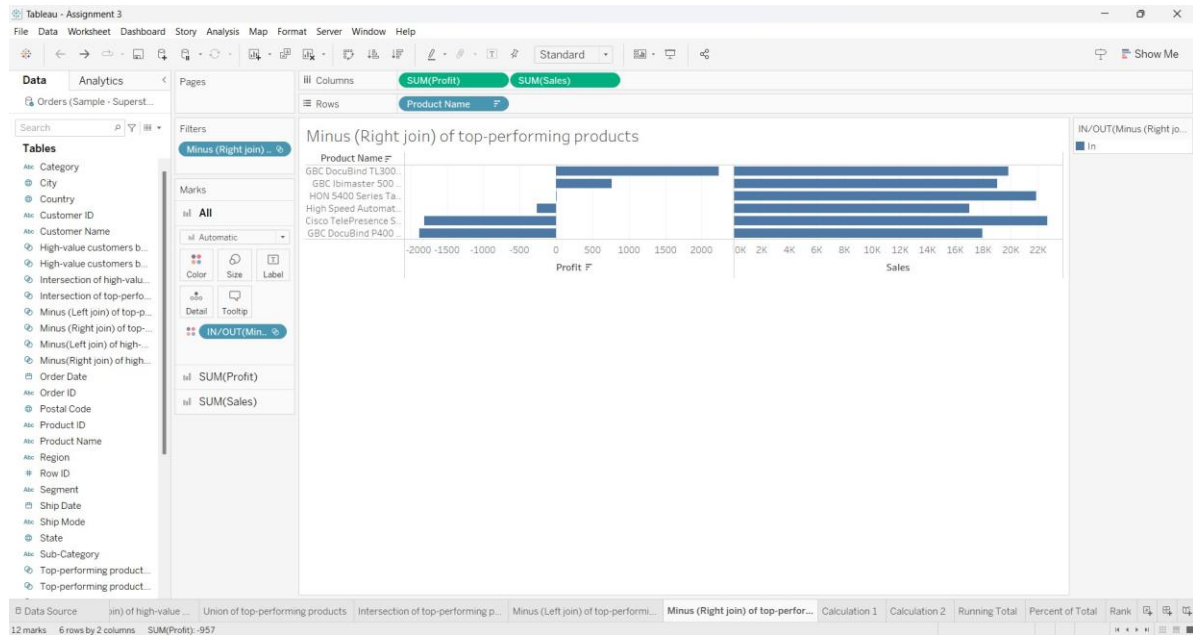 Tableau - Assignment 3
File Data Worksheet Dashboard Story Analysis Map Format Server Window Help
Standard
Show Me
Data Analytics
Orders (Sample - Superst...
Search
Tables
Abc Category
City
Country
Abc Customer ID
Abc Customer Name
High-value customers b...
High-value customers b...
Intersection of high-valu...
Intersection of top-perfo...
Minus (Left join) of top-p...
Minus (Right join) of top-...
Minus(Left join) of high-...
Minus(Right join) of high...
Order Date
Abc Order ID
Postal Code
Abc Product ID
Abc Product Name
Abc Region
# Row ID
Abc Segment
Ship Date
Abc Ship Mode
State
Abc Sub-Category
Top-performing product...
Top-performing product...
Pages
Filters
Minus (Right join) ..
Marks
All
Automatic
Color Size Label
Detail Tooltip
IN/OUT(Min..
SUM(Profit)
SUM(Sales)
Columns SUM(Profit) SUM(Sales)
Rows Product Name
Minus (Right join) of top-performing products
Product Name
GBC DocuBind TL300..
GBC Ibimaster 500 ..
HON 5400 Series Ta..
High Speed Automat..
Cisco TelePresence S..
GBC DocuBind P400 ..
-2000 -1500 -1000 -500 0 500 1000 1500 2000
Profit
0K 2K 4K 6K 8K 10K 12K 14K 16K 18K 20K 22K
Sales
IN/OUT(Minus (Right jo...
In
Data Source
of high-value ...
Union of top-performing products
Intersection of top-performing p...
Minus (Left join) of top-performi...
Minus (Right join) of top-perfor...
Calculation 1
Calculation 2
Running Total
Percent of Total
Rank
12 marks 6 rows by 2 columns SUM(Profit): -957